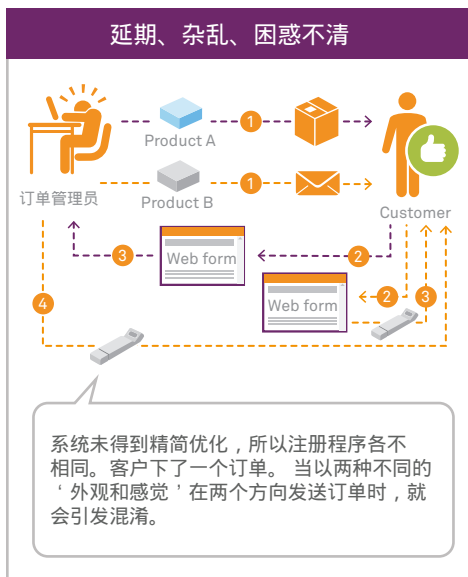 延期、杂乱、困惑不清
1
Product A
1
订单管理员
Product B
Customer
3
Web form
2
Web form
2
3
4
系统未得到精简优化，所以注册程序各不
相同。客户下了一个订单。 当以两种不同的
‘外观和感觉’在两个方向发送订单时，就
会引发混淆。